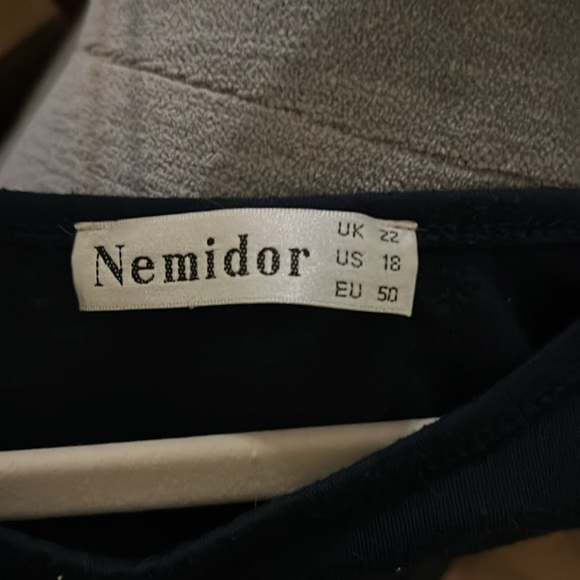 Nemidor
UK 22
US 18
EU 50